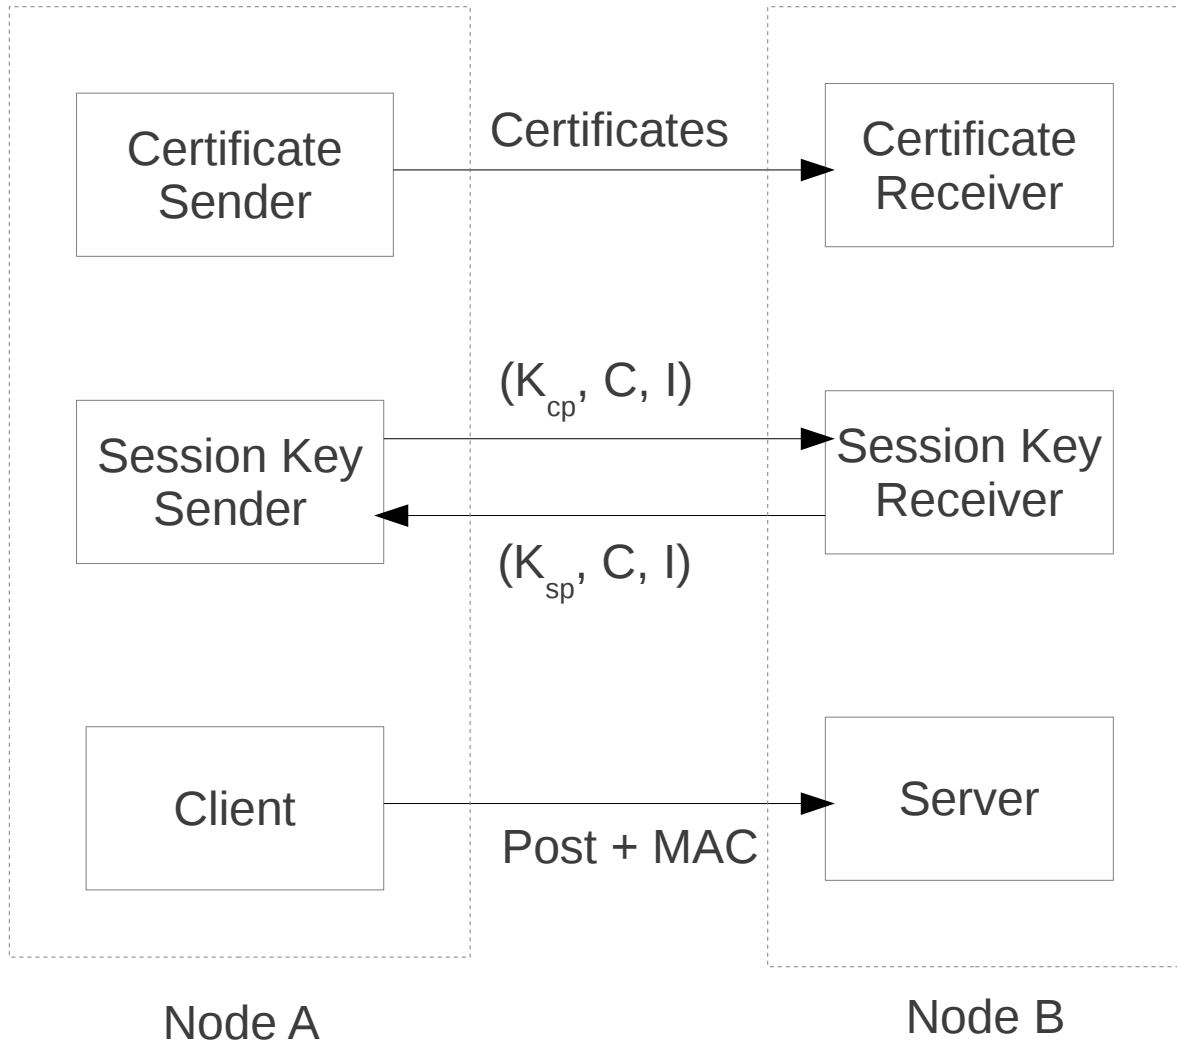 Certificate
Sender
Certificates
Certificate
Receiver
(Kcp, C, I)
Session Key
Sender
Session Key
Receiver
(Ksp, C, I)
Client
Server
Post + MAC
Node A
Node B